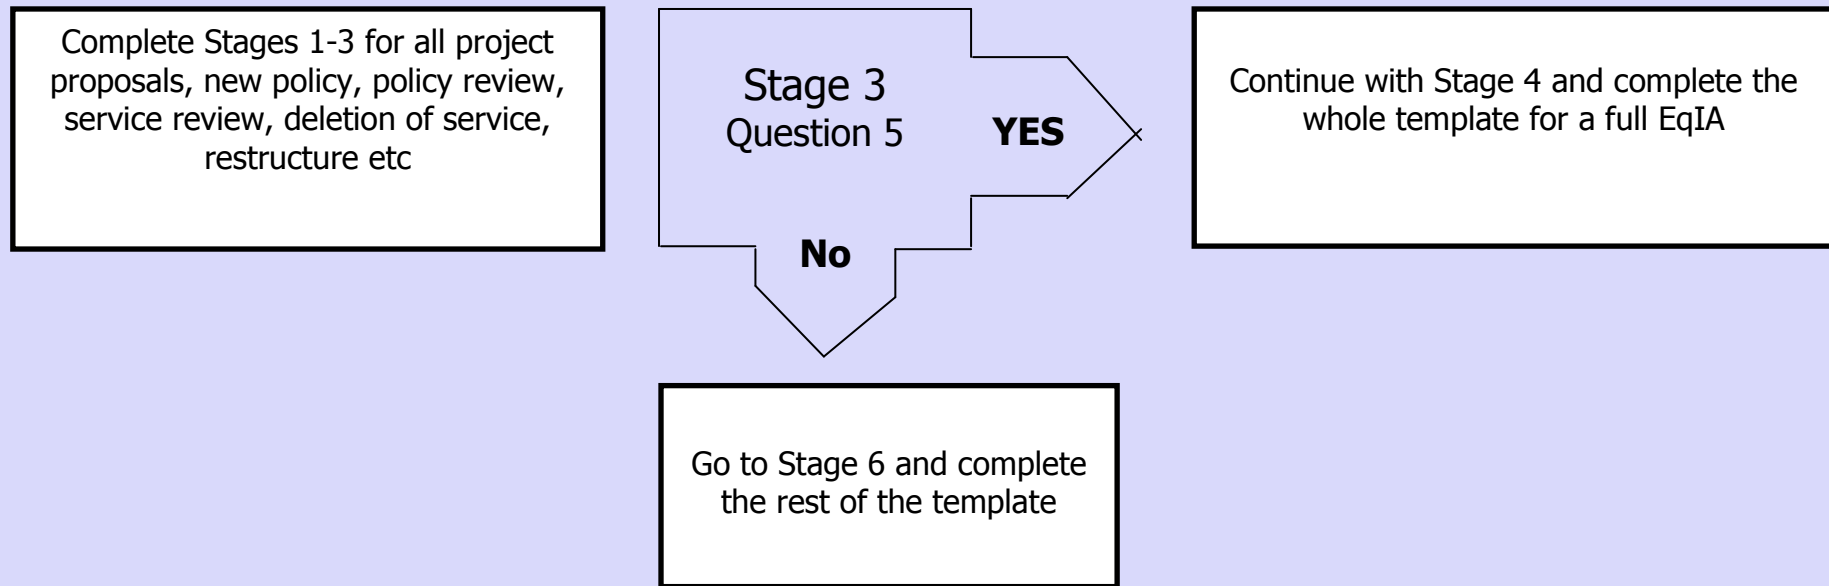 Complete Stages 1-3 for all project
proposals, new policy, policy review,
service review, deletion of service,
restructure etc
Stage 3
Question 5
YES
No
Continue with Stage 4 and complete the
whole template for a full EqIA
Go to Stage 6 and complete
the rest of the template